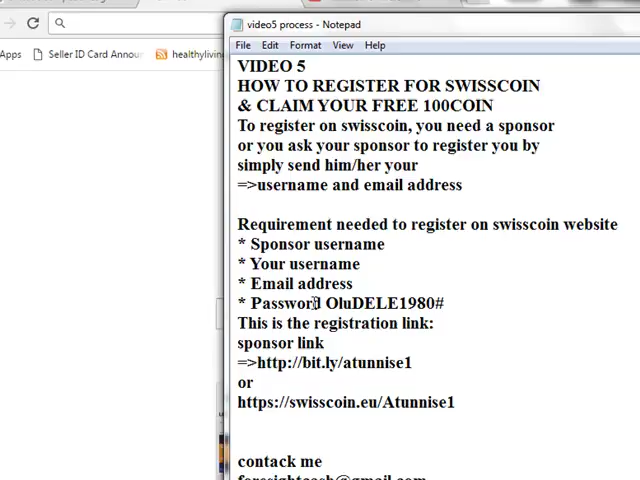 video5 process - Notepad
Apps
Seller ID Card Annou
healthylivin
File Edit Format View Help
VIDEO 5
HOW TO REGISTER FOR SWISSCOIN
& CLAIM YOUR FREE 100COIN
To register on swisscoin, you need a sponsor
or you ask your sponsor to register you by
simply send him/her your
=>username and email address
Requirement needed to register on swisscoin website
* Sponsor username
* Your username
* Email address
* Password OluDELE1980#
This is the registration link:
sponsor link
=>http://bit.ly/atunnise1
or
https://swisscoin.eu/Atunnise1
contack me
foresightcash@gmail.com